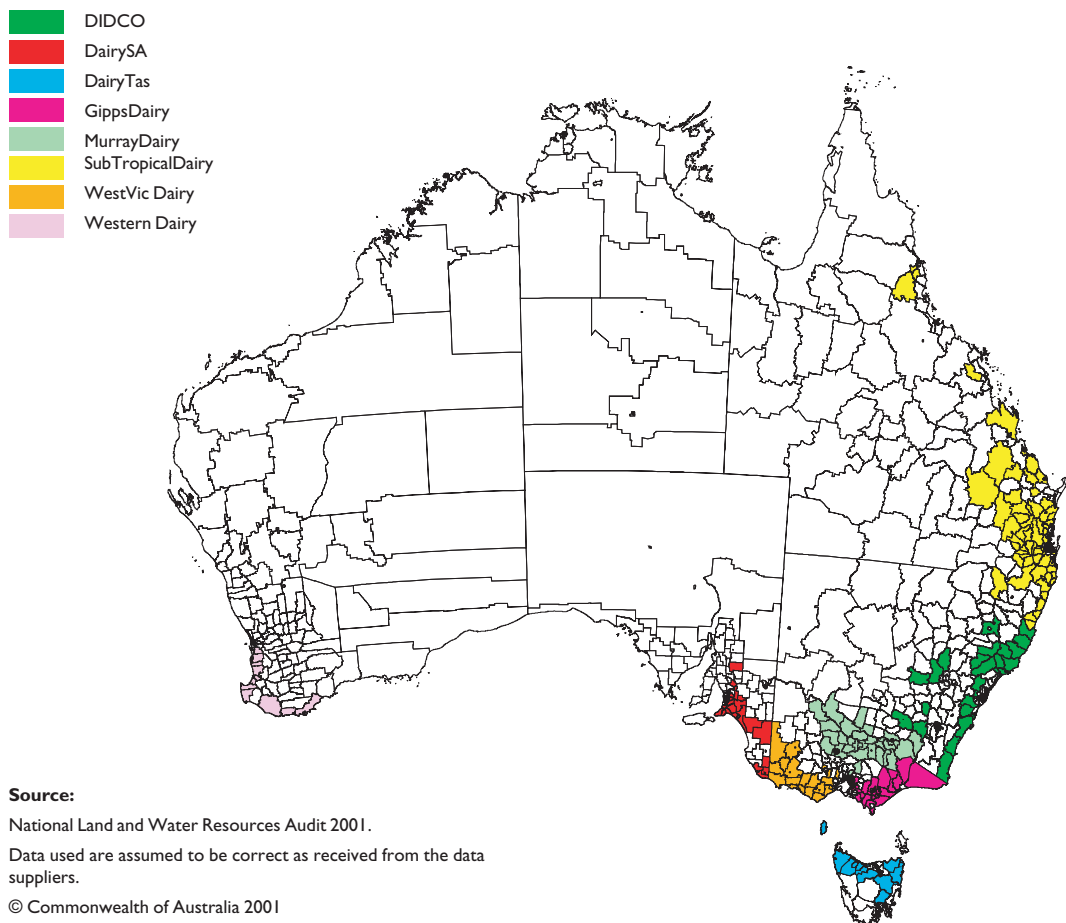 DIDCO
DairySA
DairyTas
GippsDairy
MurrayDairy
SubTropicalDairy
WestVic Dairy
Western Dairy
Source:
National Land and Water Resources Audit 2001.
Data used are assumed to be correct as received from the data
suppliers.
© Commonwealth of Australia 2001